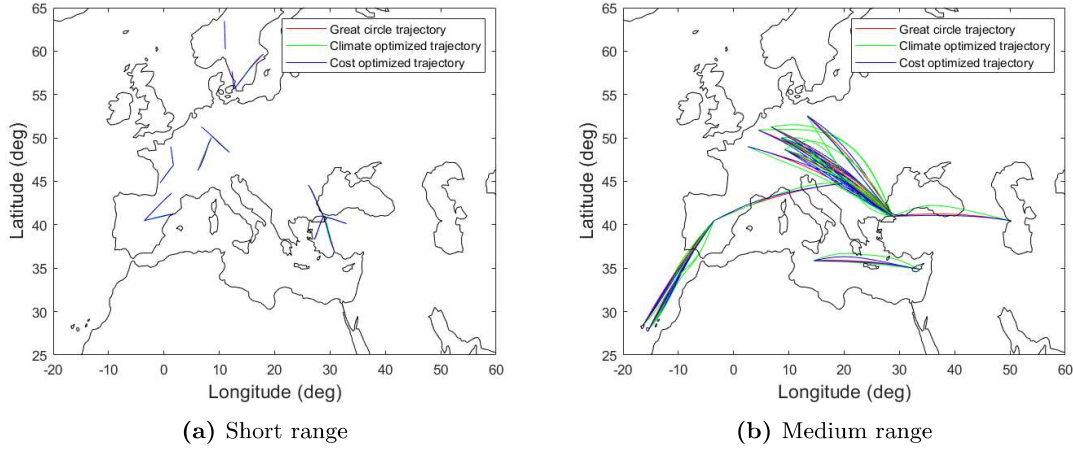 65
60
55
50
45
40
35
30
25
Latitude (deg)
-20 -10 0 10 20 30 40 50 60
Longitude (deg)
Great circle trajectory
Climate optimized trajectory
Cost optimized trajectory
(a) Short range
65
60
55
50
45
40
35
30
25
Latitude (deg)
-20 -10 0 10 20 30 40 50 60
Longitude (deg)
Great circle trajectory
Climate optimized trajectory
Cost optimized trajectory
(b) Medium range